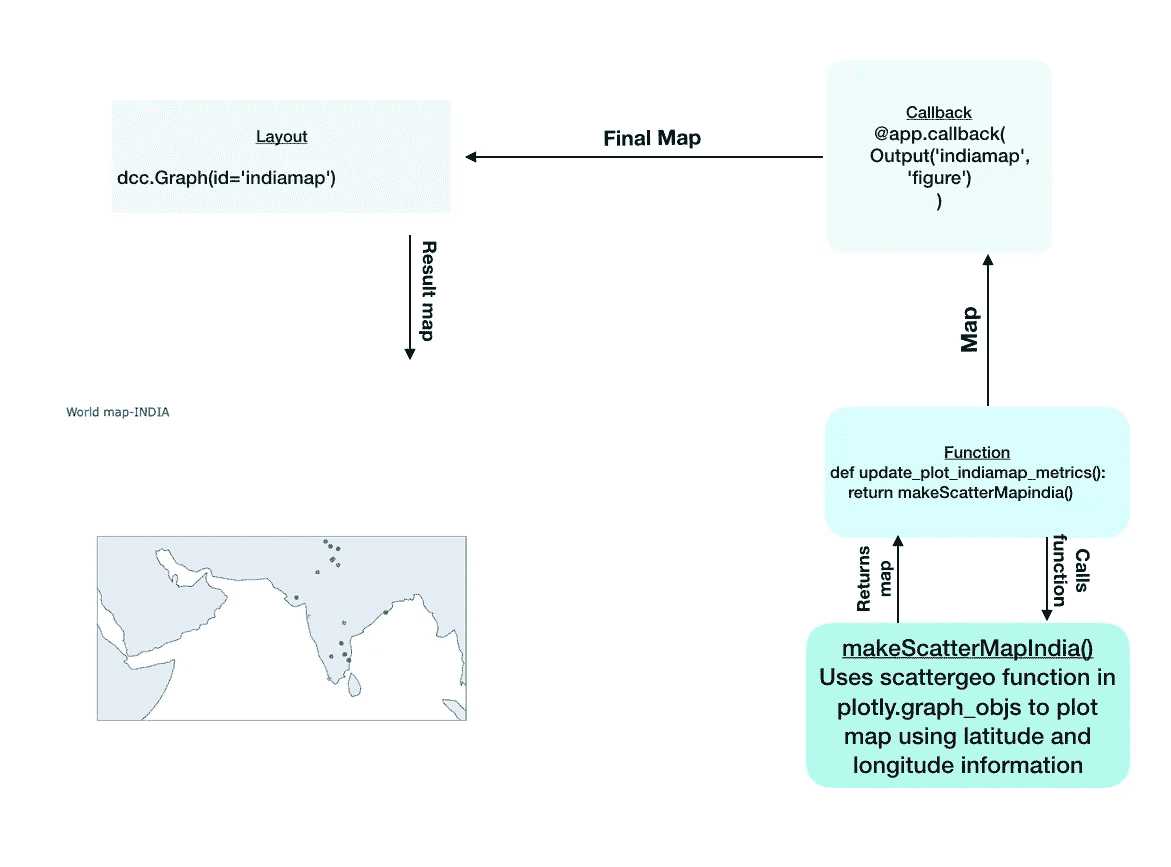 Layout
dcc.Graph(id='indiamap')
Final Map
Callback
@app.callback(
Output('indiamap',
'figure')
)
Result map
Map
World map-INDIA
Function
def update_plot_indiamap_metrics():
return makeScatterMapindia()
Returns
map
Calls
function
makeScatterMapIndia()
Uses scattergeo function in
plotly.graph_objs to plot
map using latitude and
longitude information